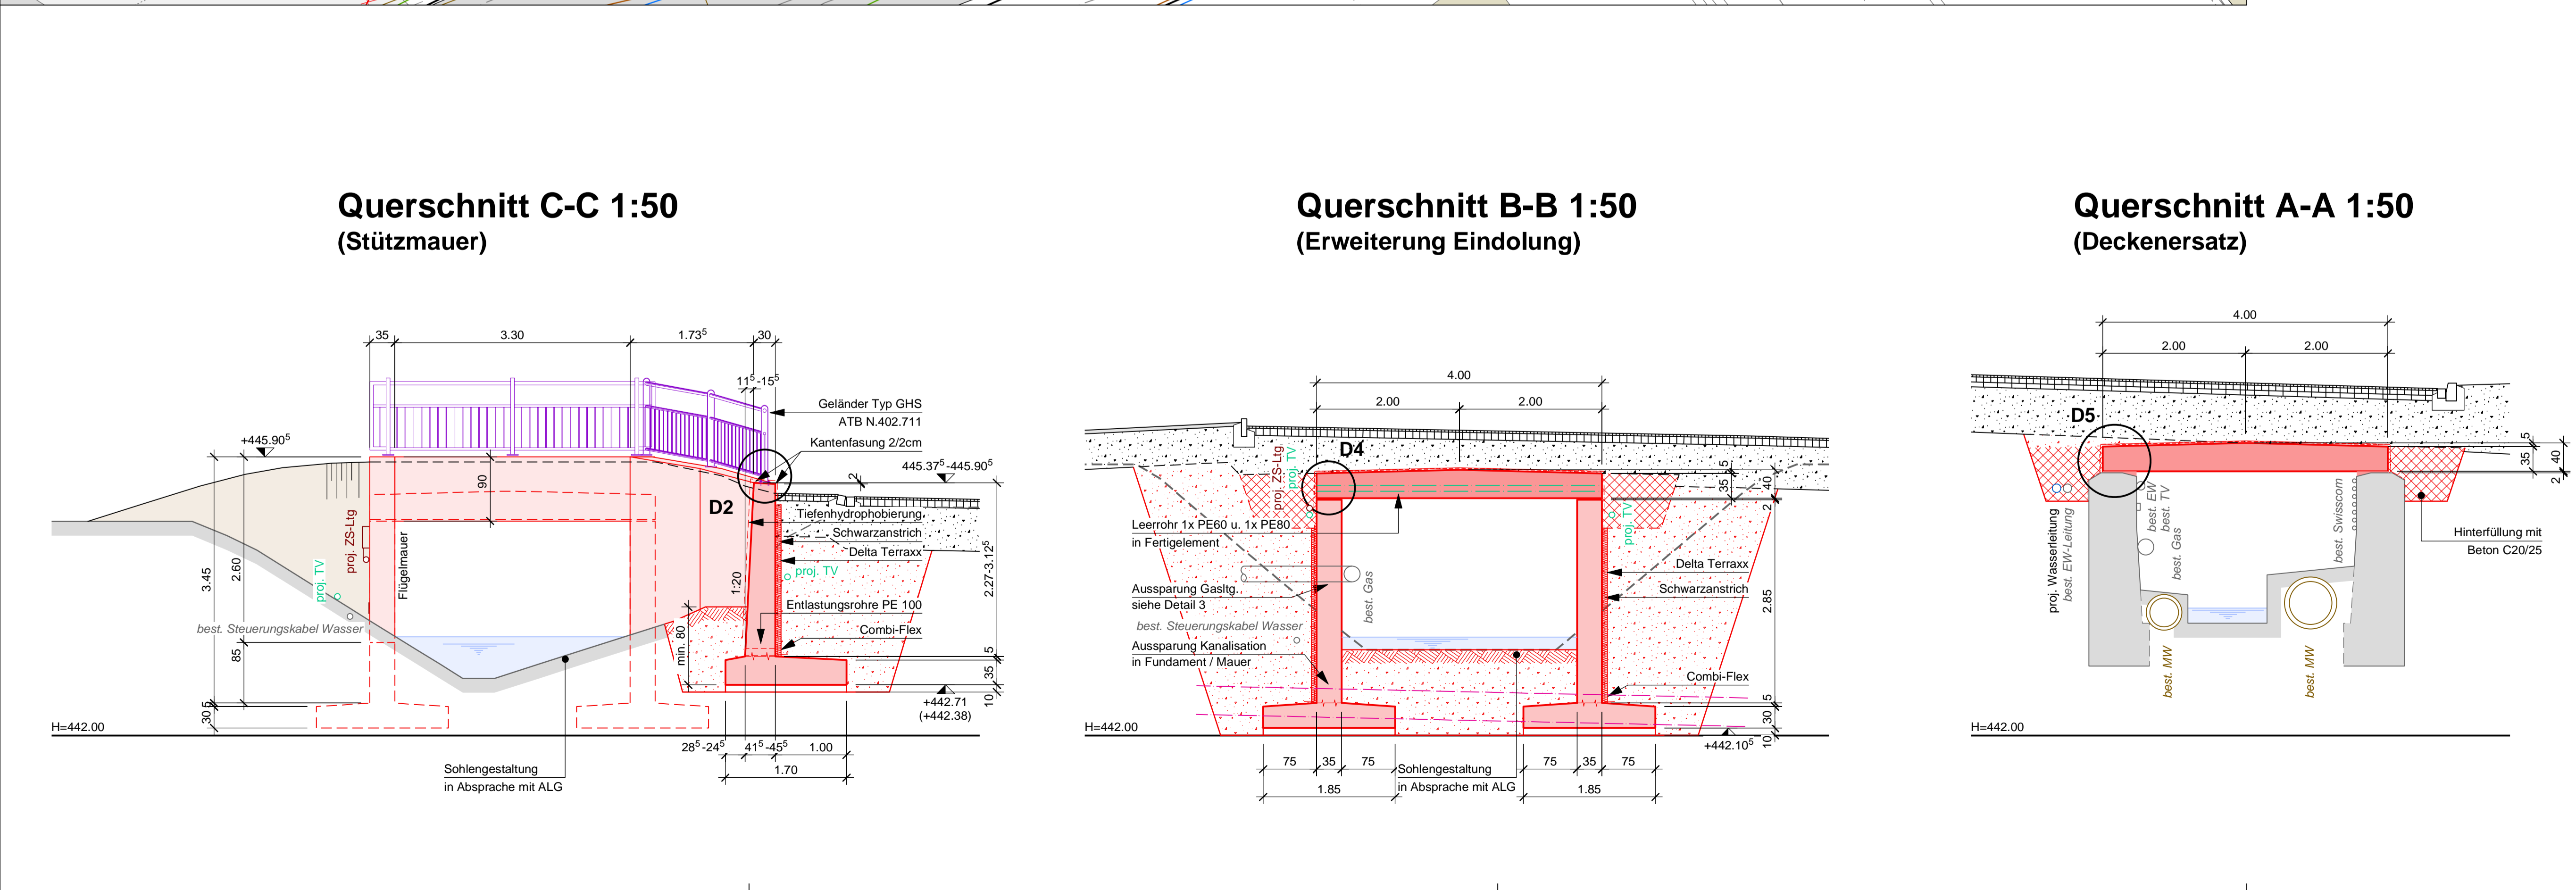 Querschnitt C-C 1:50
(Stützmauer)
35
3.30
1.73⁵
30
11⁵-15⁵
Geländer Typ GHS
ATB N.402.711
Kantenfasung 2/2cm
+445.90⁵
445.37⁵-445.90⁵
2
90
D2
Tiefenhydrophobierung
Schwarzanstrich
Delta Terraxx
proj. TV
proj. ZS-Ltg
Flügelmauer
proj. TV
1:20
3.45
2.60
2.27-3.12⁵
Entlastungsrohre PE 100
Combi-Flex
best. Steuerungskabel Wasser
85
min. 80
5
35
10
+442.71
(+442.38)
5
30
H=442.00
28⁵-24⁵
41⁵-45⁵
1.00
1.70
Sohlengestaltung
in Absprache mit ALG
Querschnitt B-B 1:50
(Erweiterung Eindolung)
4.00
2.00
2.00
D4
proj. ZS-Ltg.
proj. TV
5
35
40
2
Leerrohr 1x PE60 u. 1x PE80
in Fertigelement
proj. TV
Delta Terraxx
Aussparung Gasltg.
siehe Detail 3
best. Gas
Schwarzanstrich
2.85
best. Steuerungskabel Wasser
Aussparung Kanalisation
in Fundament / Mauer
Combi-Flex
5
30
10
H=442.00
+442.10⁵
75
35
75
1.85
Sohlengestaltung
in Absprache mit ALG
75
35
75
1.85
Querschnitt A-A 1:50
(Deckenersatz)
4.00
2.00
2.00
D5
5
35
40
2
best. EW
best. TV
best. Gas
best. Swisscom
proj. Wasserleitung
best. EW-Leitung
Hinterfüllung mit
Beton C20/25
best. MW
best. MW
H=442.00